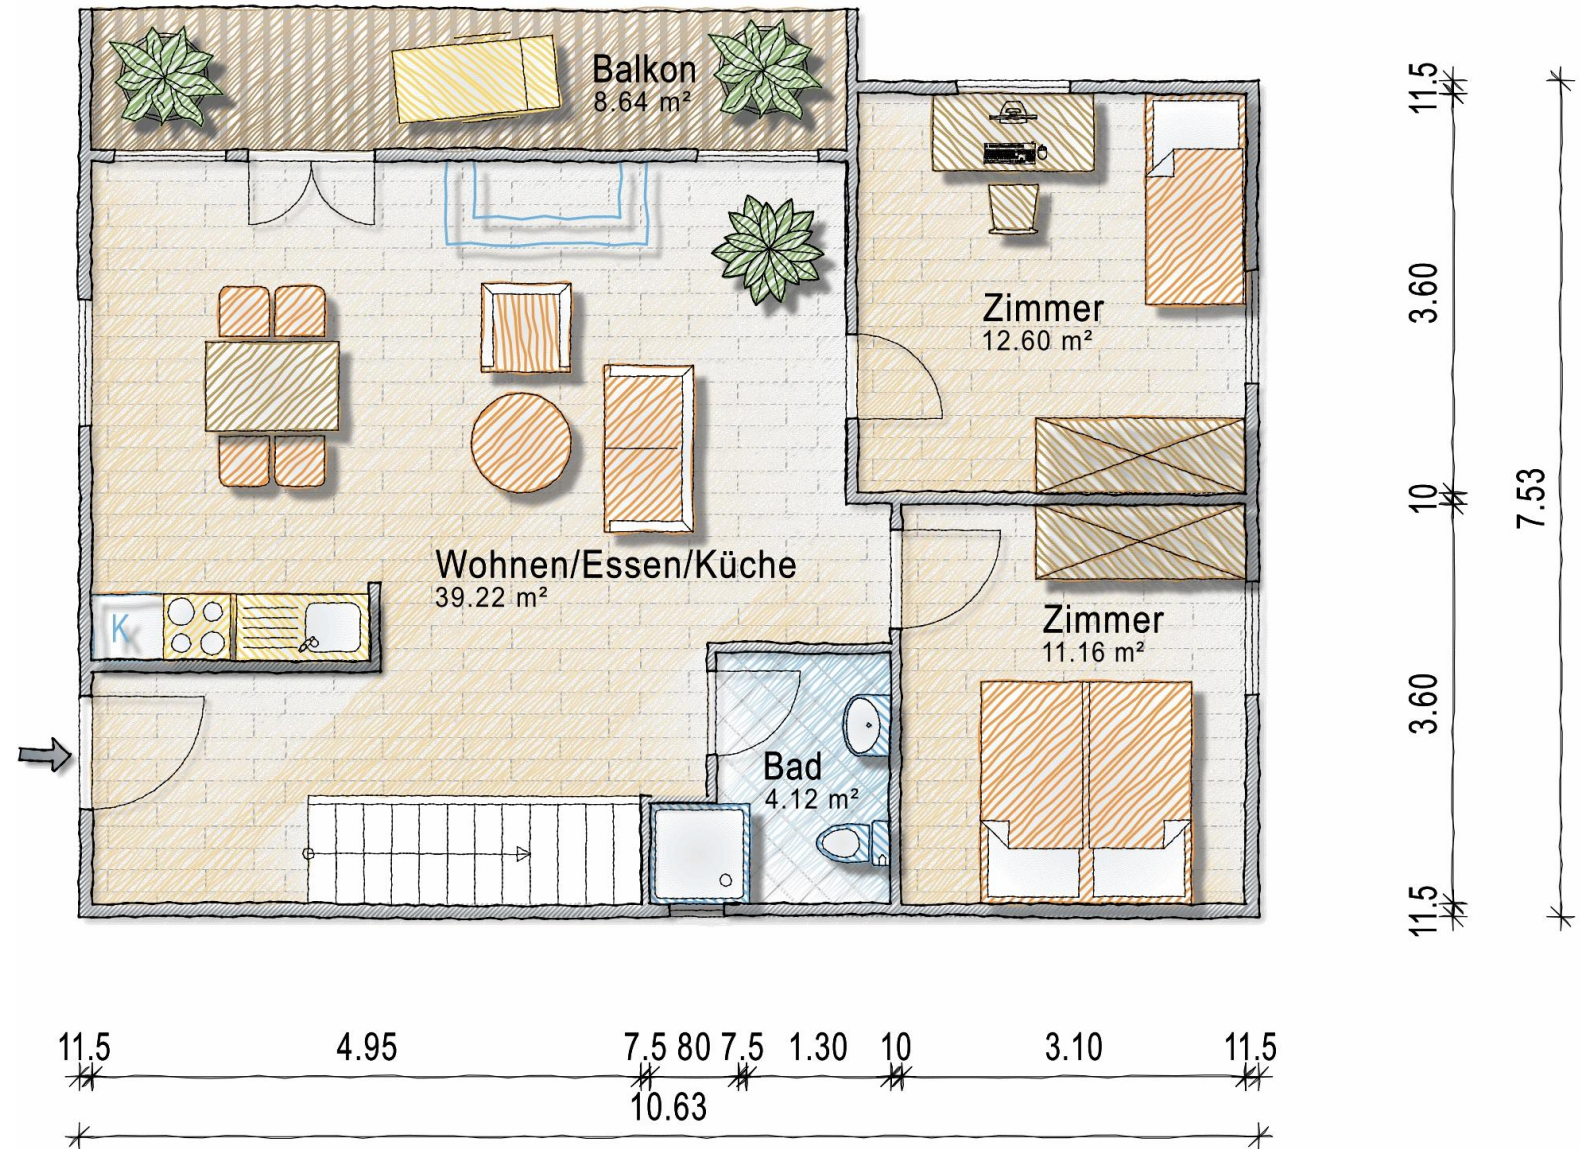 Balkon
8.64 m²
Zimmer
12.60 m²
Wohnen/Essen/Küche
39.22 m²
K
Zimmer
11.16 m²
Bad
4.12 m²
11.5
3.60
10
3.60
11.5
7.53
11.5 4.95 7.5 80 7.5 1.30 10 3.10 11.5
10.63